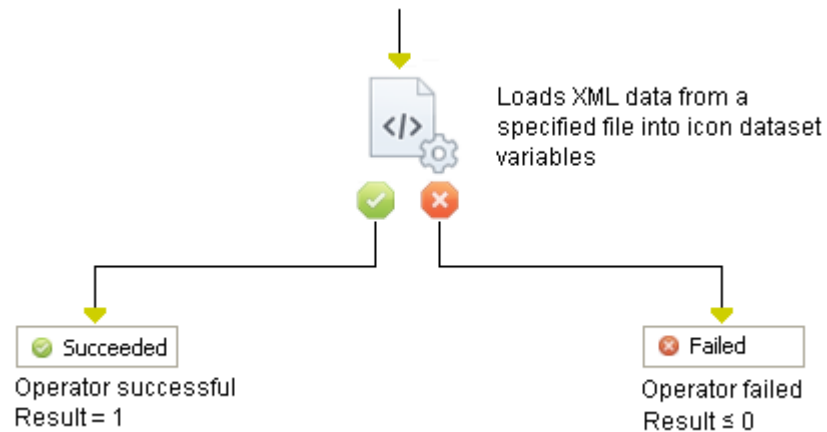 Loads XML data from a
specified file into icon dataset
variables
</>
Succeeded
Operator successful
Result = 1
Failed
Operator failed
Result ≤ 0